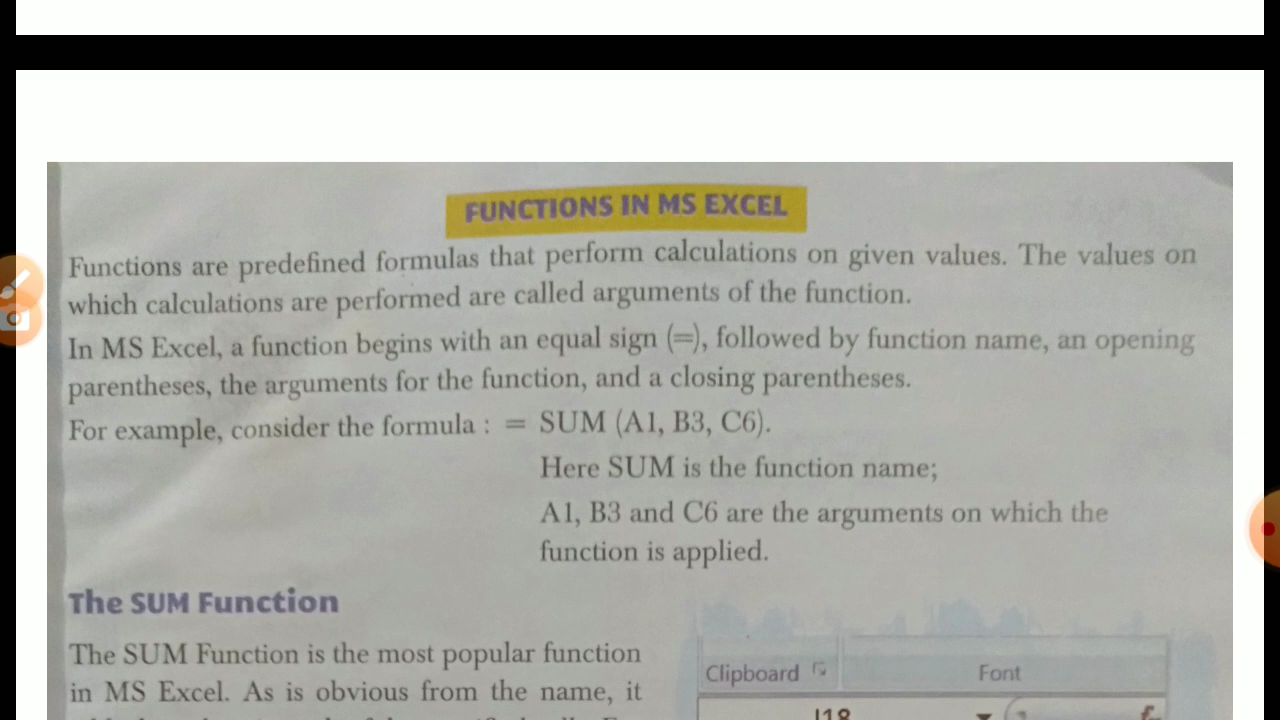 FUNCTIONS IN MS EXCEL
Functions are predefined formulas that perform calculations on given values. The values on
which calculations are performed are called arguments of the function.
In MS Excel, a function begins with an equal sign (=), followed by function name, an opening
parentheses, the arguments for the function, and a closing parentheses.
For example, consider the formula : = SUM (A1, B3, C6).
Here SUM is the function name;
A1, B3 and C6 are the arguments on which the
function is applied.
The SUM Function
The SUM Function is the most popular function
in MS Excel. As is obvious from the name, it
Clipboard
Font
J18